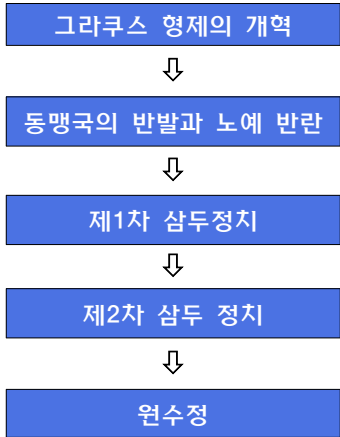 그라쿠스 형제의 개혁
동맹국의 반발과 노예 반란
제1차 삼두정치
제2차 삼두 정치
원수정